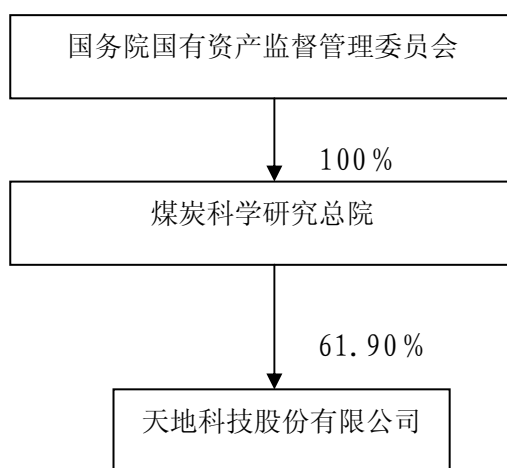 国务院国有资产监督管理委员会
100%
煤炭科学研究总院
61.90%
天地科技股份有限公司